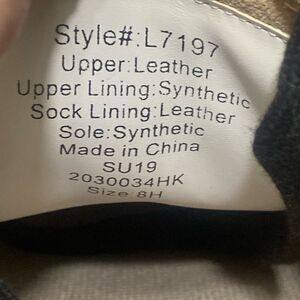 Style#:L7197
Upper:Leather
Upper Lining:Synthetic
Sock Lining:Leather
Sole:Synthetic
Made in China
SU19
2030034HK
Size:8H